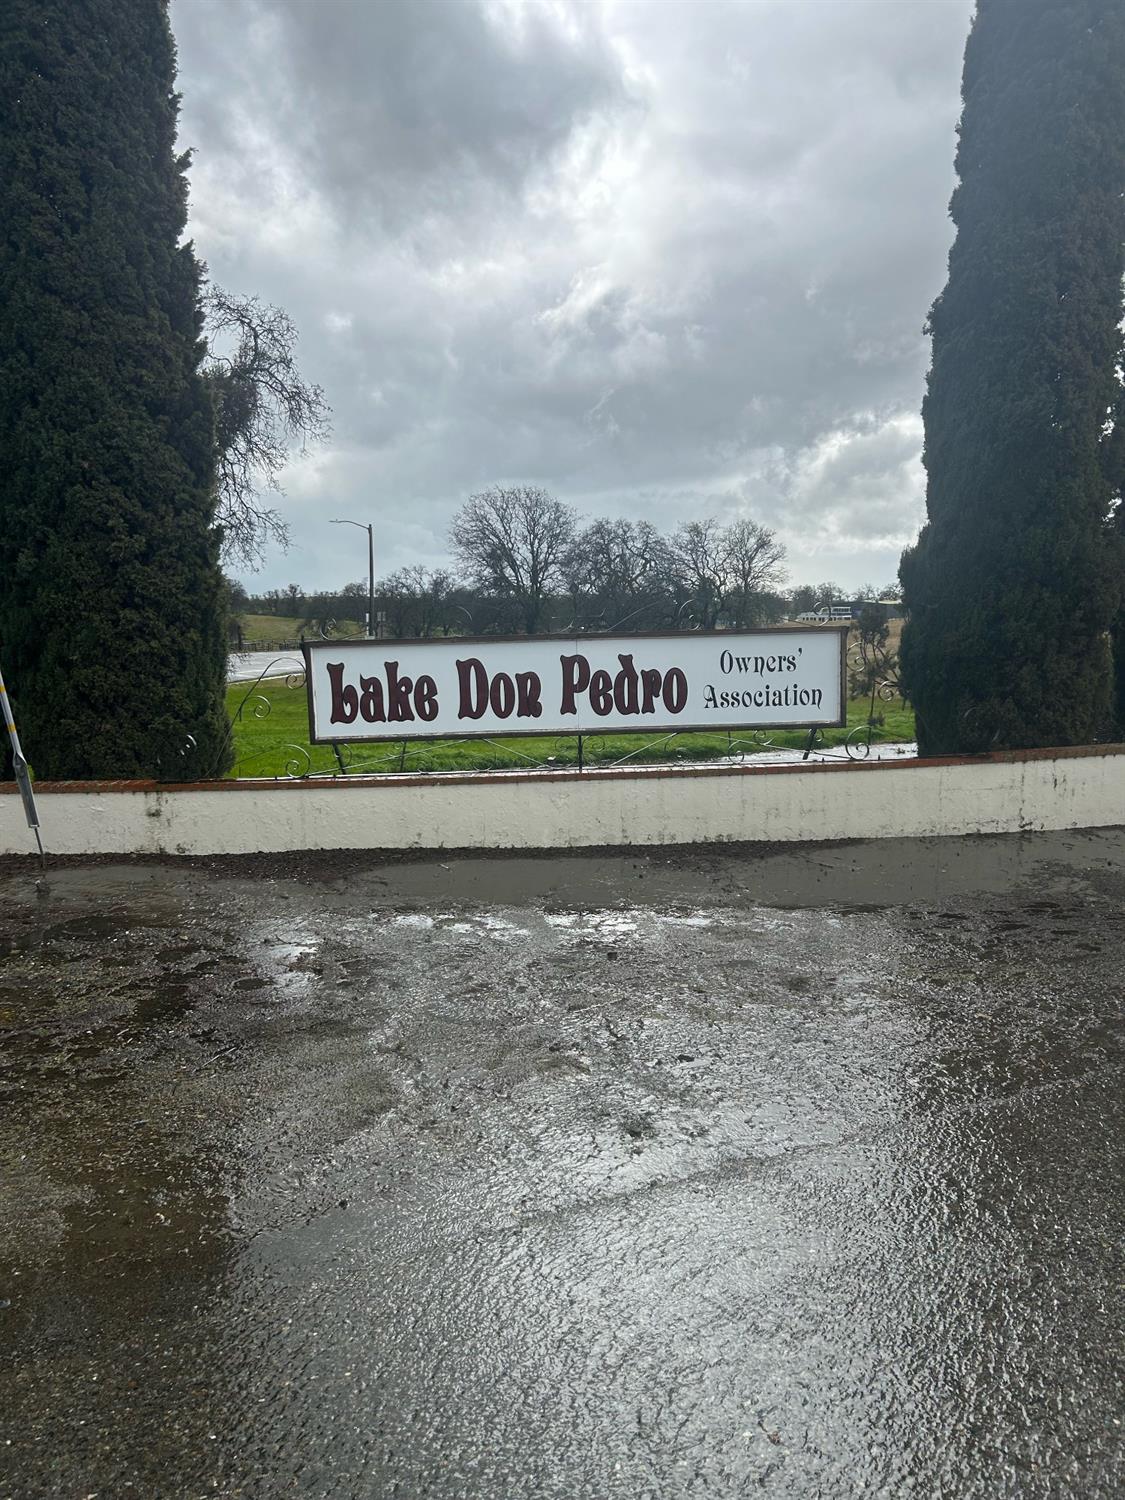 Lake Don Pedro
Owners'
Association